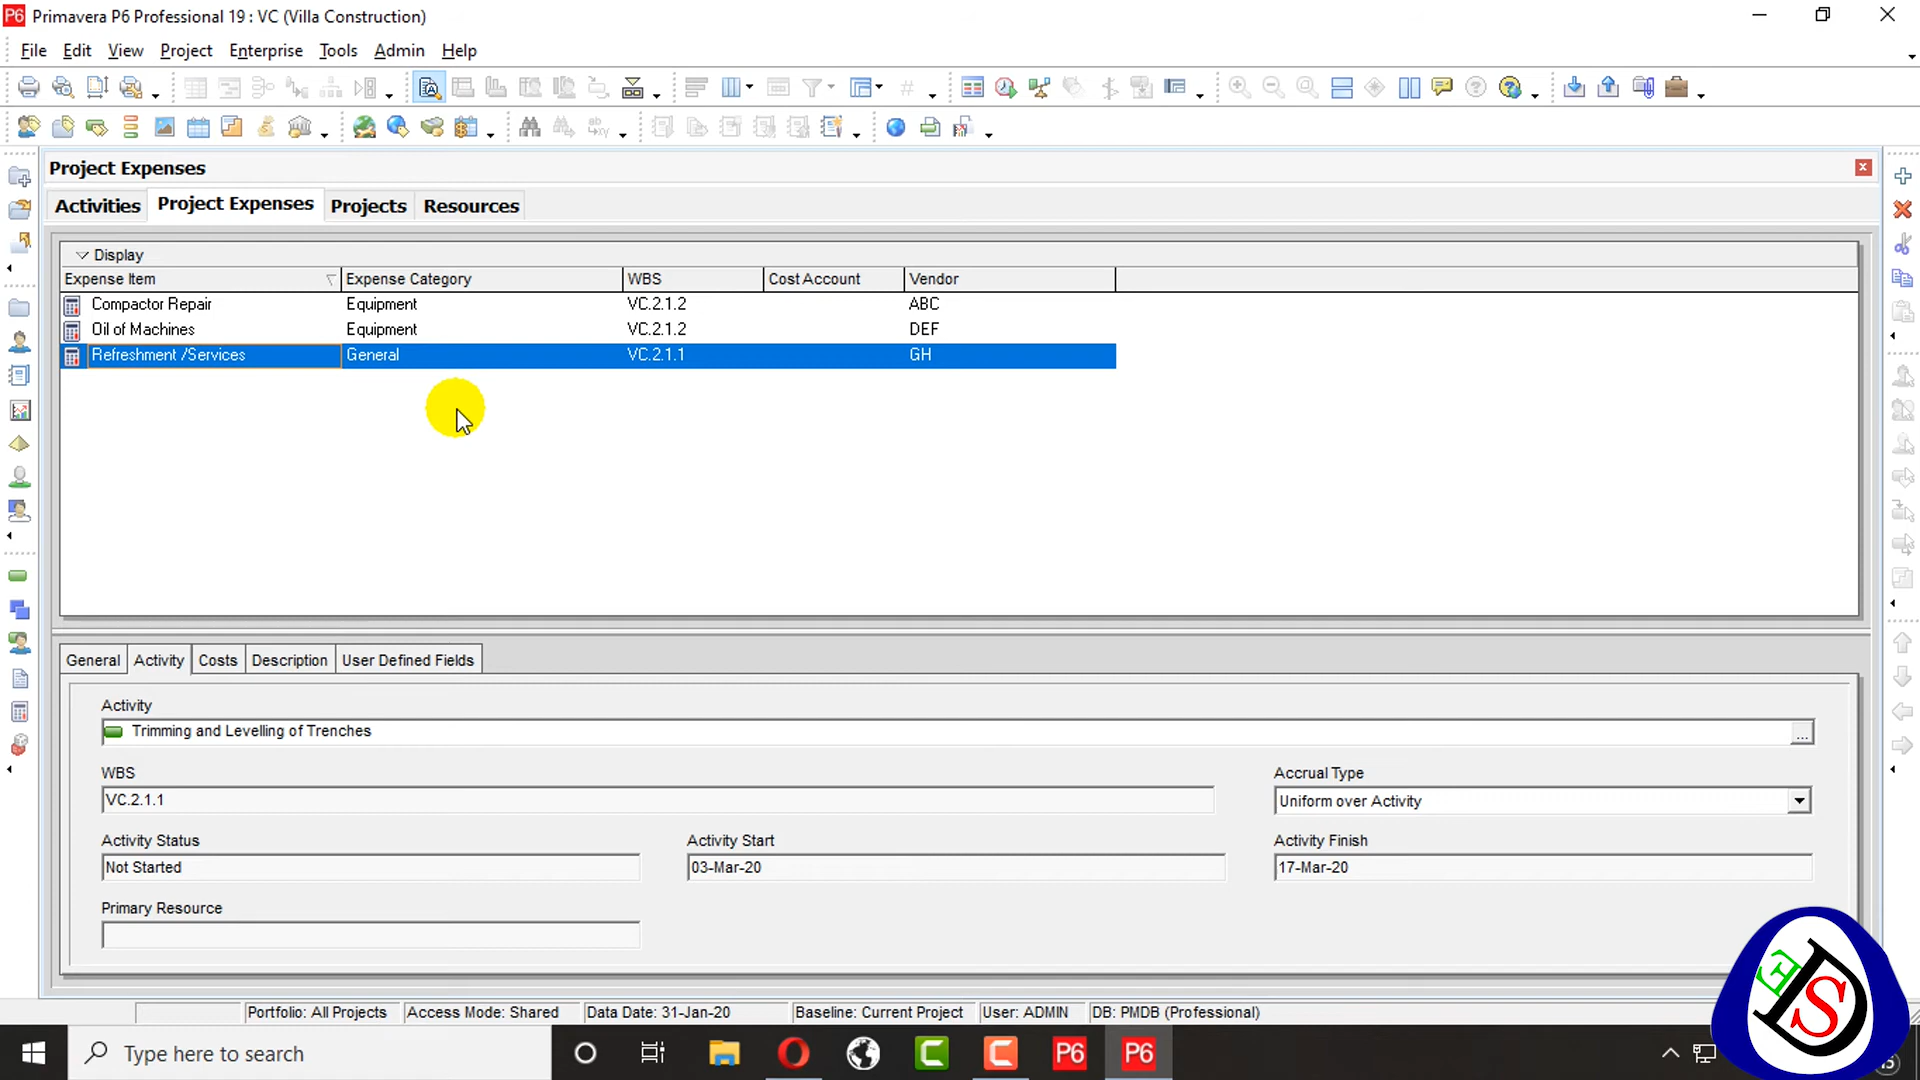 P6 Primavera P6 Professional 19 : VC (Villa Construction)
File Edit View Project Enterprise Tools Admin Help
Project Expenses
Activities Project Expenses Projects Resources
Display
Expense Item Expense Category WBS Cost Account Vendor
Compactor Repair Equipment VC.2.1.2 ABC
Oil of Machines Equipment VC.2.1.2 DEF
Refreshment /Services General VC.2.1.1 GH
General Activity Costs Description User Defined Fields
Activity
Trimming and Levelling of Trenches ...
WBS Accrual Type
VC.2.1.1 Uniform over Activity
Activity Status Activity Start Activity Finish
Not Started 03-Mar-20 17-Mar-20
Primary Resource
Portfolio: All Projects Access Mode: Shared Data Date: 31-Jan-20 Baseline: Current Project User: ADMIN DB: PMDB (Professional)
Type here to search P6 P6